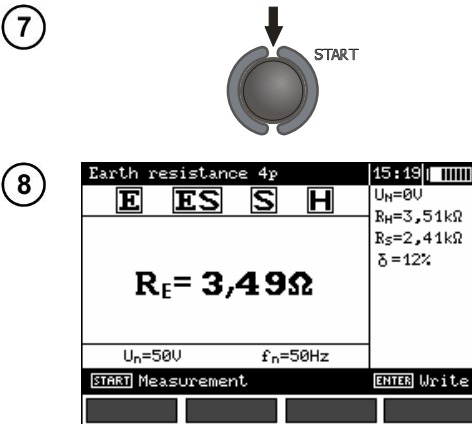 7
START
8
Earth resistance 4p 15:19
E ES S H
UN=0V
RH=3,51kΩ
RS=2,41kΩ
δ=12%
RE= 3,49Ω
Un=50V fn=50Hz
START Measurement ENTER Write